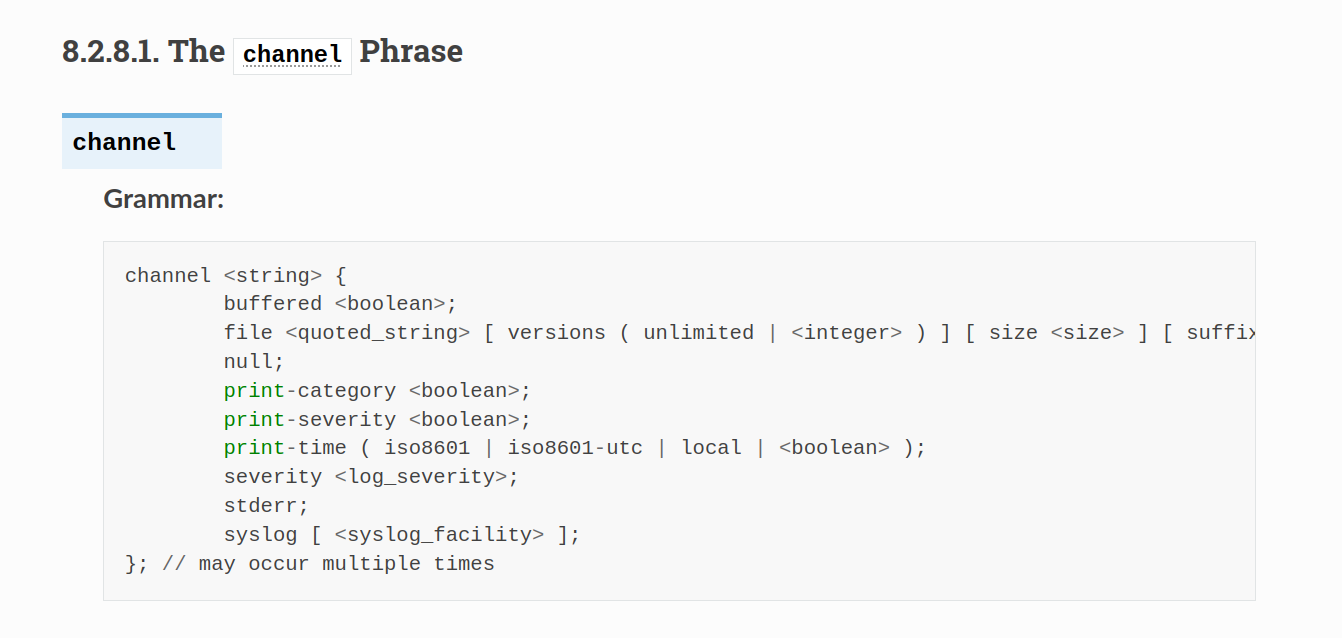 8.2.8.1. The channel Phrase
channel
Grammar:
channel <string> {
        buffered <boolean>;
        file <quoted_string> [ versions ( unlimited | <integer> ) ] [ size <size> ] [ suffix
        null;
        print-category <boolean>;
        print-severity <boolean>;
        print-time ( iso8601 | iso8601-utc | local | <boolean> );
        severity <log_severity>;
        stderr;
        syslog [ <syslog_facility> ];
}; // may occur multiple times